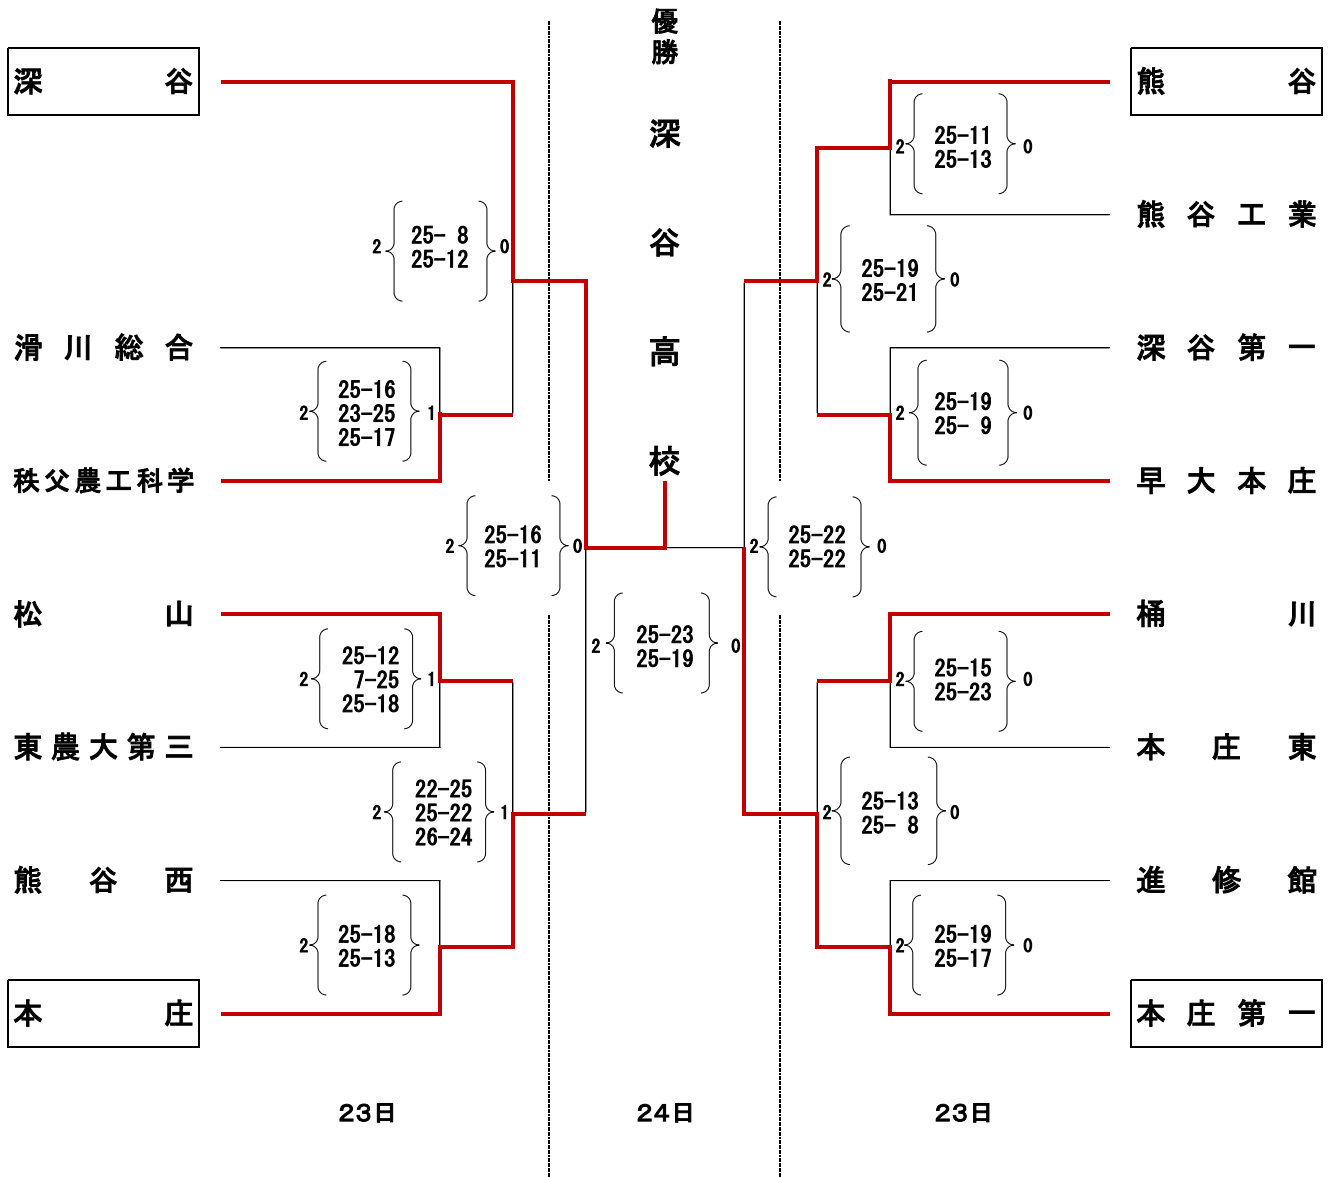 優勝
深谷高校
深谷
滑川総合
秩父農工科学
松山
東農大第三
熊谷西
本庄
熊谷
熊谷工業
深谷第一
早大本庄
桶川
本庄東
進修館
本庄第一
2 25- 8 0
25-12
2 25-16 1
23-25
25-17
2 25-16 0
25-11
2 25-12 1
7-25
25-18
2 22-25 1
25-22
26-24
2 25-18
25-13
2 25-23 0
25-19
2 25-11 0
25-13
2 25-19 0
25-21
2 25-19 0
25- 9
2 25-22 0
25-22
2 25-15 0
25-23
2 25-13 0
25- 8
2 25-19 0
25-17
23日
24日
23日